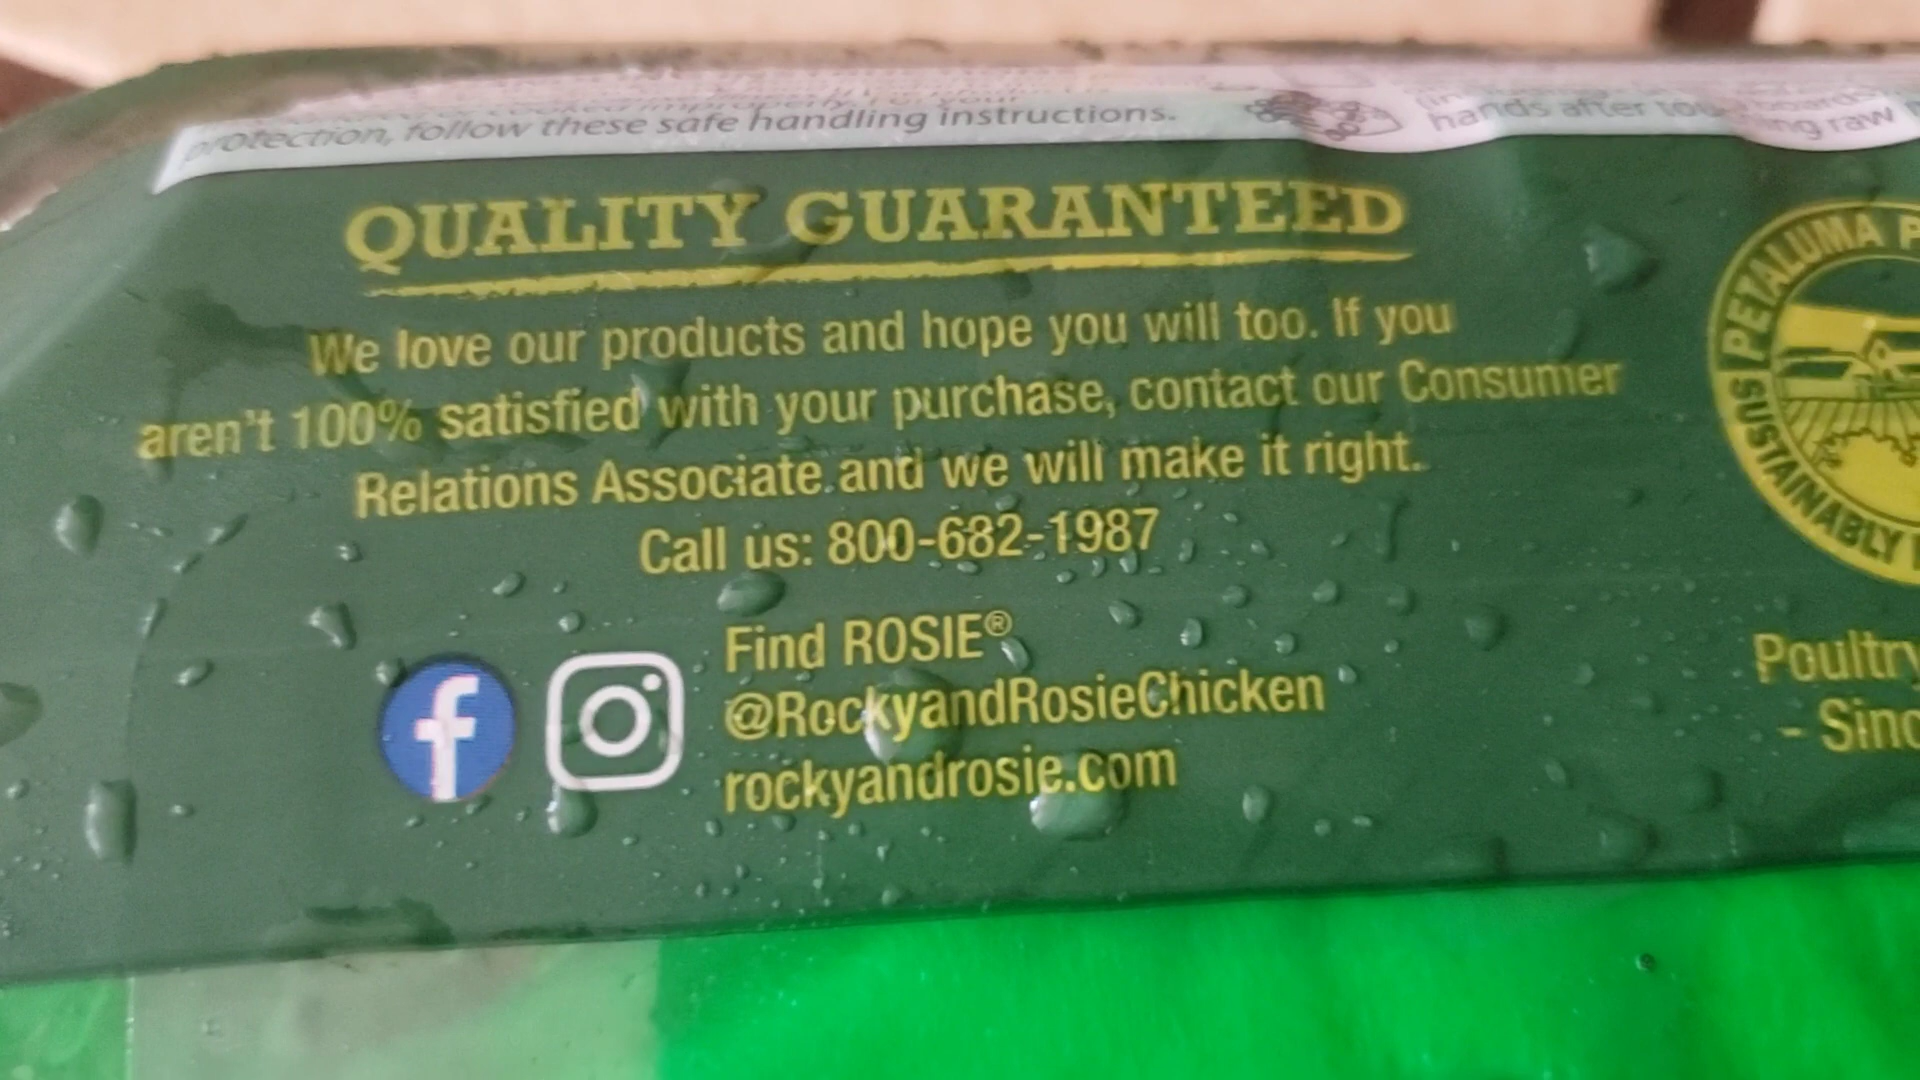 protection, follow these safe handling instructions.
hands after
raw
QUALITY GUARANTEED
We love our products and hope you will too. If you
aren't 100% satisfied with your purchase, contact our Consumer
Relations Associate and we will make it right.
Call us: 800-682-1987
Find ROSIE®
@RockyandRosieChicken
rockyandrosie.com
PETALUMA P
SUSTAINABLY
Poultry
- Sinc